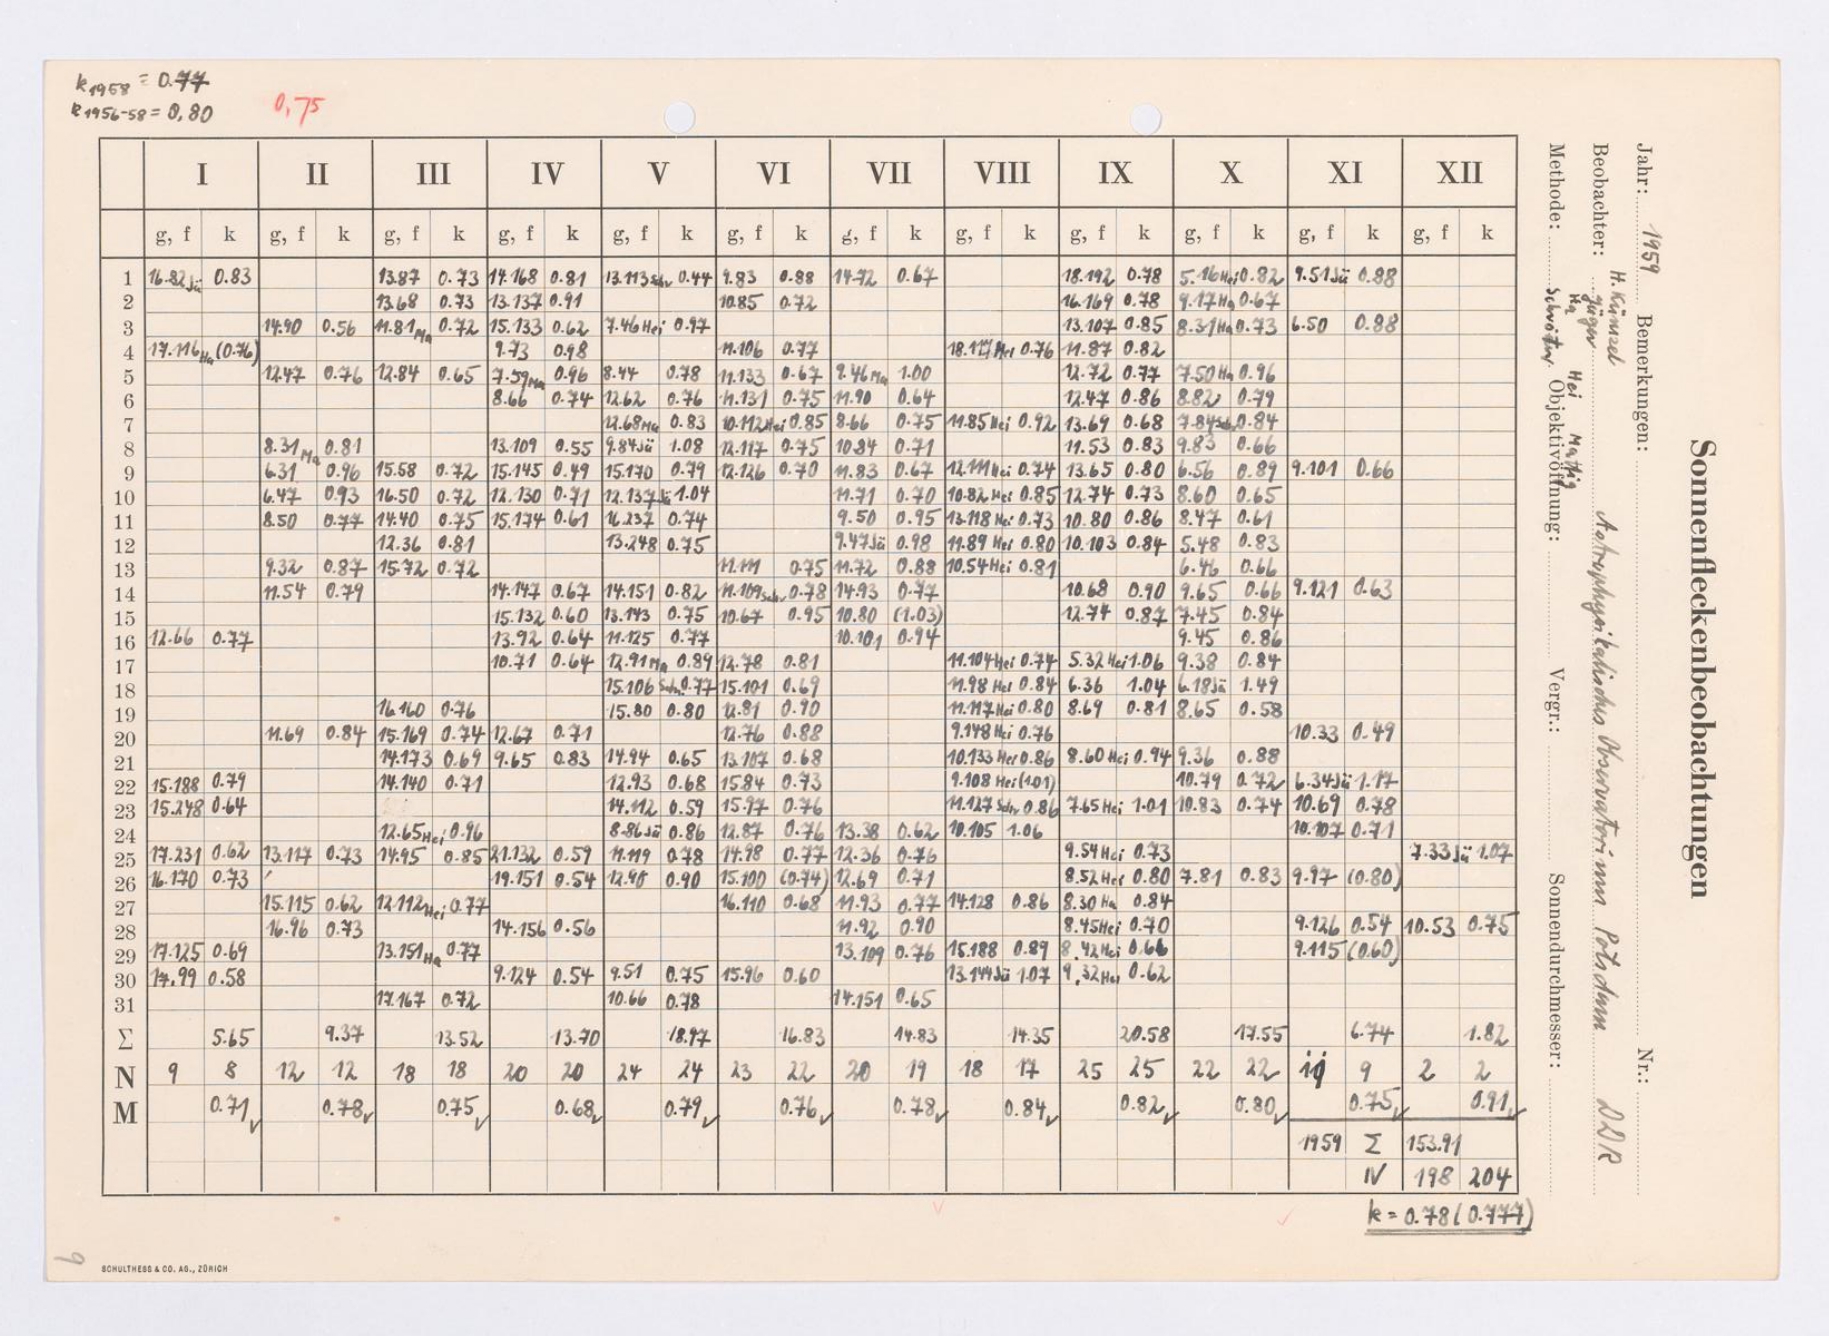 k1958 = 0.77
k1956-58 = 0,80
0,75
I II III IV V VI VII VIII IX X XI XII
g, f k g, f k g, f k g, f k g, f k g, f k g, f k g, f k g, f k g, f k g, f k g, f k
1 16.82 Jü 0.83 13.87 0.73 14.168 0.81 13.113 Schr 0.44 9.83 0.88 14.72 0.67 18.192 0.78 5.16 Hei 0.82 9.51 Jü 0.88
2 13.68 0.73 13.137 0.91 10.85 0.72 16.169 0.78 9.17 Ha 0.67
3 14.90 0.56 11.81 Ma 0.72 15.133 0.62 7.46 Hei 0.97 13.107 0.85 8.31 Ha 0.73 6.50 0.88
4 17.116 Ha (0.76) 9.73 0.98 11.106 0.77 18.117 Hei 0.76 11.87 0.82
5 12.47 0.76 12.84 0.65 7.59 Ma 0.96 8.44 0.78 11.133 0.67 9.46 Ma 1.00 12.72 0.77 7.50 Ha 0.96
6 8.66 0.74 12.62 0.76 11.131 0.75 11.90 0.64 12.47 0.86 8.82 0.79
7 12.68 Ma 0.83 10.112 Hei 0.85 8.66 0.75 11.85 Hei 0.92 13.69 0.68 7.84 Sch 0.84
8 8.31 Ma 0.81 13.109 0.55 9.84 Jü 1.08 12.117 0.75 10.84 0.71 11.53 0.83 9.83 0.66
9 6.31 0.96 15.58 0.72 15.145 0.49 15.170 0.79 12.126 0.70 11.83 0.67 12.111 Hei 0.74 13.65 0.80 6.56 0.89 9.101 0.66
10 6.47 0.93 16.50 0.72 12.130 0.71 12.137 Jü 1.04 11.71 0.70 10.82 Hei 0.85 12.74 0.73 8.60 0.65
11 8.50 0.77 14.40 0.75 15.174 0.61 16.237 0.74 9.50 0.95 13.118 Hei 0.73 10.80 0.86 8.47 0.61
12 12.36 0.81 13.248 0.75 9.47 Jü 0.98 11.89 Hei 0.80 10.103 0.84 5.48 0.83
13 9.32 0.87 15.72 0.72 11.111 0.75 11.72 0.88 10.54 Hei 0.81 6.46 0.66
14 11.54 0.79 14.147 0.67 14.151 0.82 11.109 Schr 0.78 14.93 0.77 10.68 0.90 9.65 0.66 9.121 0.63
15 15.132 0.60 13.143 0.75 10.67 0.95 10.80 (1.03) 12.74 0.87 7.45 0.84
16 12.66 0.77 13.92 0.64 11.125 0.77 10.101 0.94 9.45 0.86
17 10.71 0.64 12.91 Ma 0.89 12.78 0.81 11.104 Hei 0.74 5.32 Hei 1.06 9.38 0.84
18 15.106 Sch 0.77 15.101 0.69 11.98 Hei 0.84 6.36 1.04 6.18 Jü 1.49
19 16.160 0.76 15.80 0.80 12.81 0.90 11.117 Hei 0.80 8.69 0.81 8.65 0.58
20 11.69 0.84 15.169 0.74 12.67 0.71 12.76 0.88 9.148 Hei 0.76 10.33 0.49
21 14.173 0.69 9.65 0.83 14.94 0.65 13.107 0.68 10.133 Hei 0.86 8.60 Hei 0.94 9.36 0.88
22 15.188 0.79 14.140 0.71 12.93 0.68 15.84 0.73 9.108 Hei (1.01) 10.79 0.72 6.34 Jü 1.17
23 15.248 0.64 14.112 0.59 15.97 0.76 11.127 Schr 0.86 7.65 Hei 1.01 10.83 0.74 10.69 0.78
24 12.65 Hei 0.96 8.86 Jü 0.86 12.87 0.76 13.38 0.62 10.105 1.06 10.107 0.71
25 17.231 0.62 13.117 0.73 14.95 0.85 21.132 0.59 11.119 0.78 14.98 0.77 12.36 0.76 9.54 Hei 0.73 7.33 Jü 1.07
26 16.170 0.73 19.151 0.54 12.90 0.90 15.100 (0.74) 12.69 0.71 8.52 Hei 0.80 7.81 0.83 9.97 (0.80)
27 15.115 0.62 12.112 Hei 0.77 16.110 0.68 11.93 0.77 14.128 0.86 8.30 Ha 0.84
28 16.96 0.73 14.156 0.56 11.92 0.90 8.45 Hei 0.70 9.126 0.54 10.53 0.75
29 17.125 0.69 13.151 Ha 0.77 13.109 0.76 15.188 0.89 8.42 Hei 0.66 9.115 (0.60)
30 17.99 0.58 9.124 0.54 9.51 0.75 15.96 0.60 13.144 Jü 1.07 9.32 Hei 0.62
31 17.167 0.72 10.66 0.78 14.151 0.65
Σ 5.65 9.37 13.52 13.70 18.97 16.83 14.83 14.35 20.58 17.55 6.74 1.82
N 9 8 12 12 18 18 20 20 24 24 23 22 20 19 18 17 25 25 22 22 9 2 2
M 0.71 0.78 0.75 0.68 0.79 0.76 0.78 0.84 0.82 0.80 0.75 0.91
1959 Σ 153.91
N 198 204
k = 0.78 (0.777)
SCHULTHESS & CO. AG., ZÜRICH
9
Sonnenfleckenbeobachtungen
Jahr: 1959 Bemerkungen: Nr.:
Beobachter: H. Künzel Astrophysikalisches Observatorium Potsdam DDR
Jäger
Ha Hei Mattig
Schröter
Methode: Objektivöffnung: Vergr.: Sonnendurchmesser: